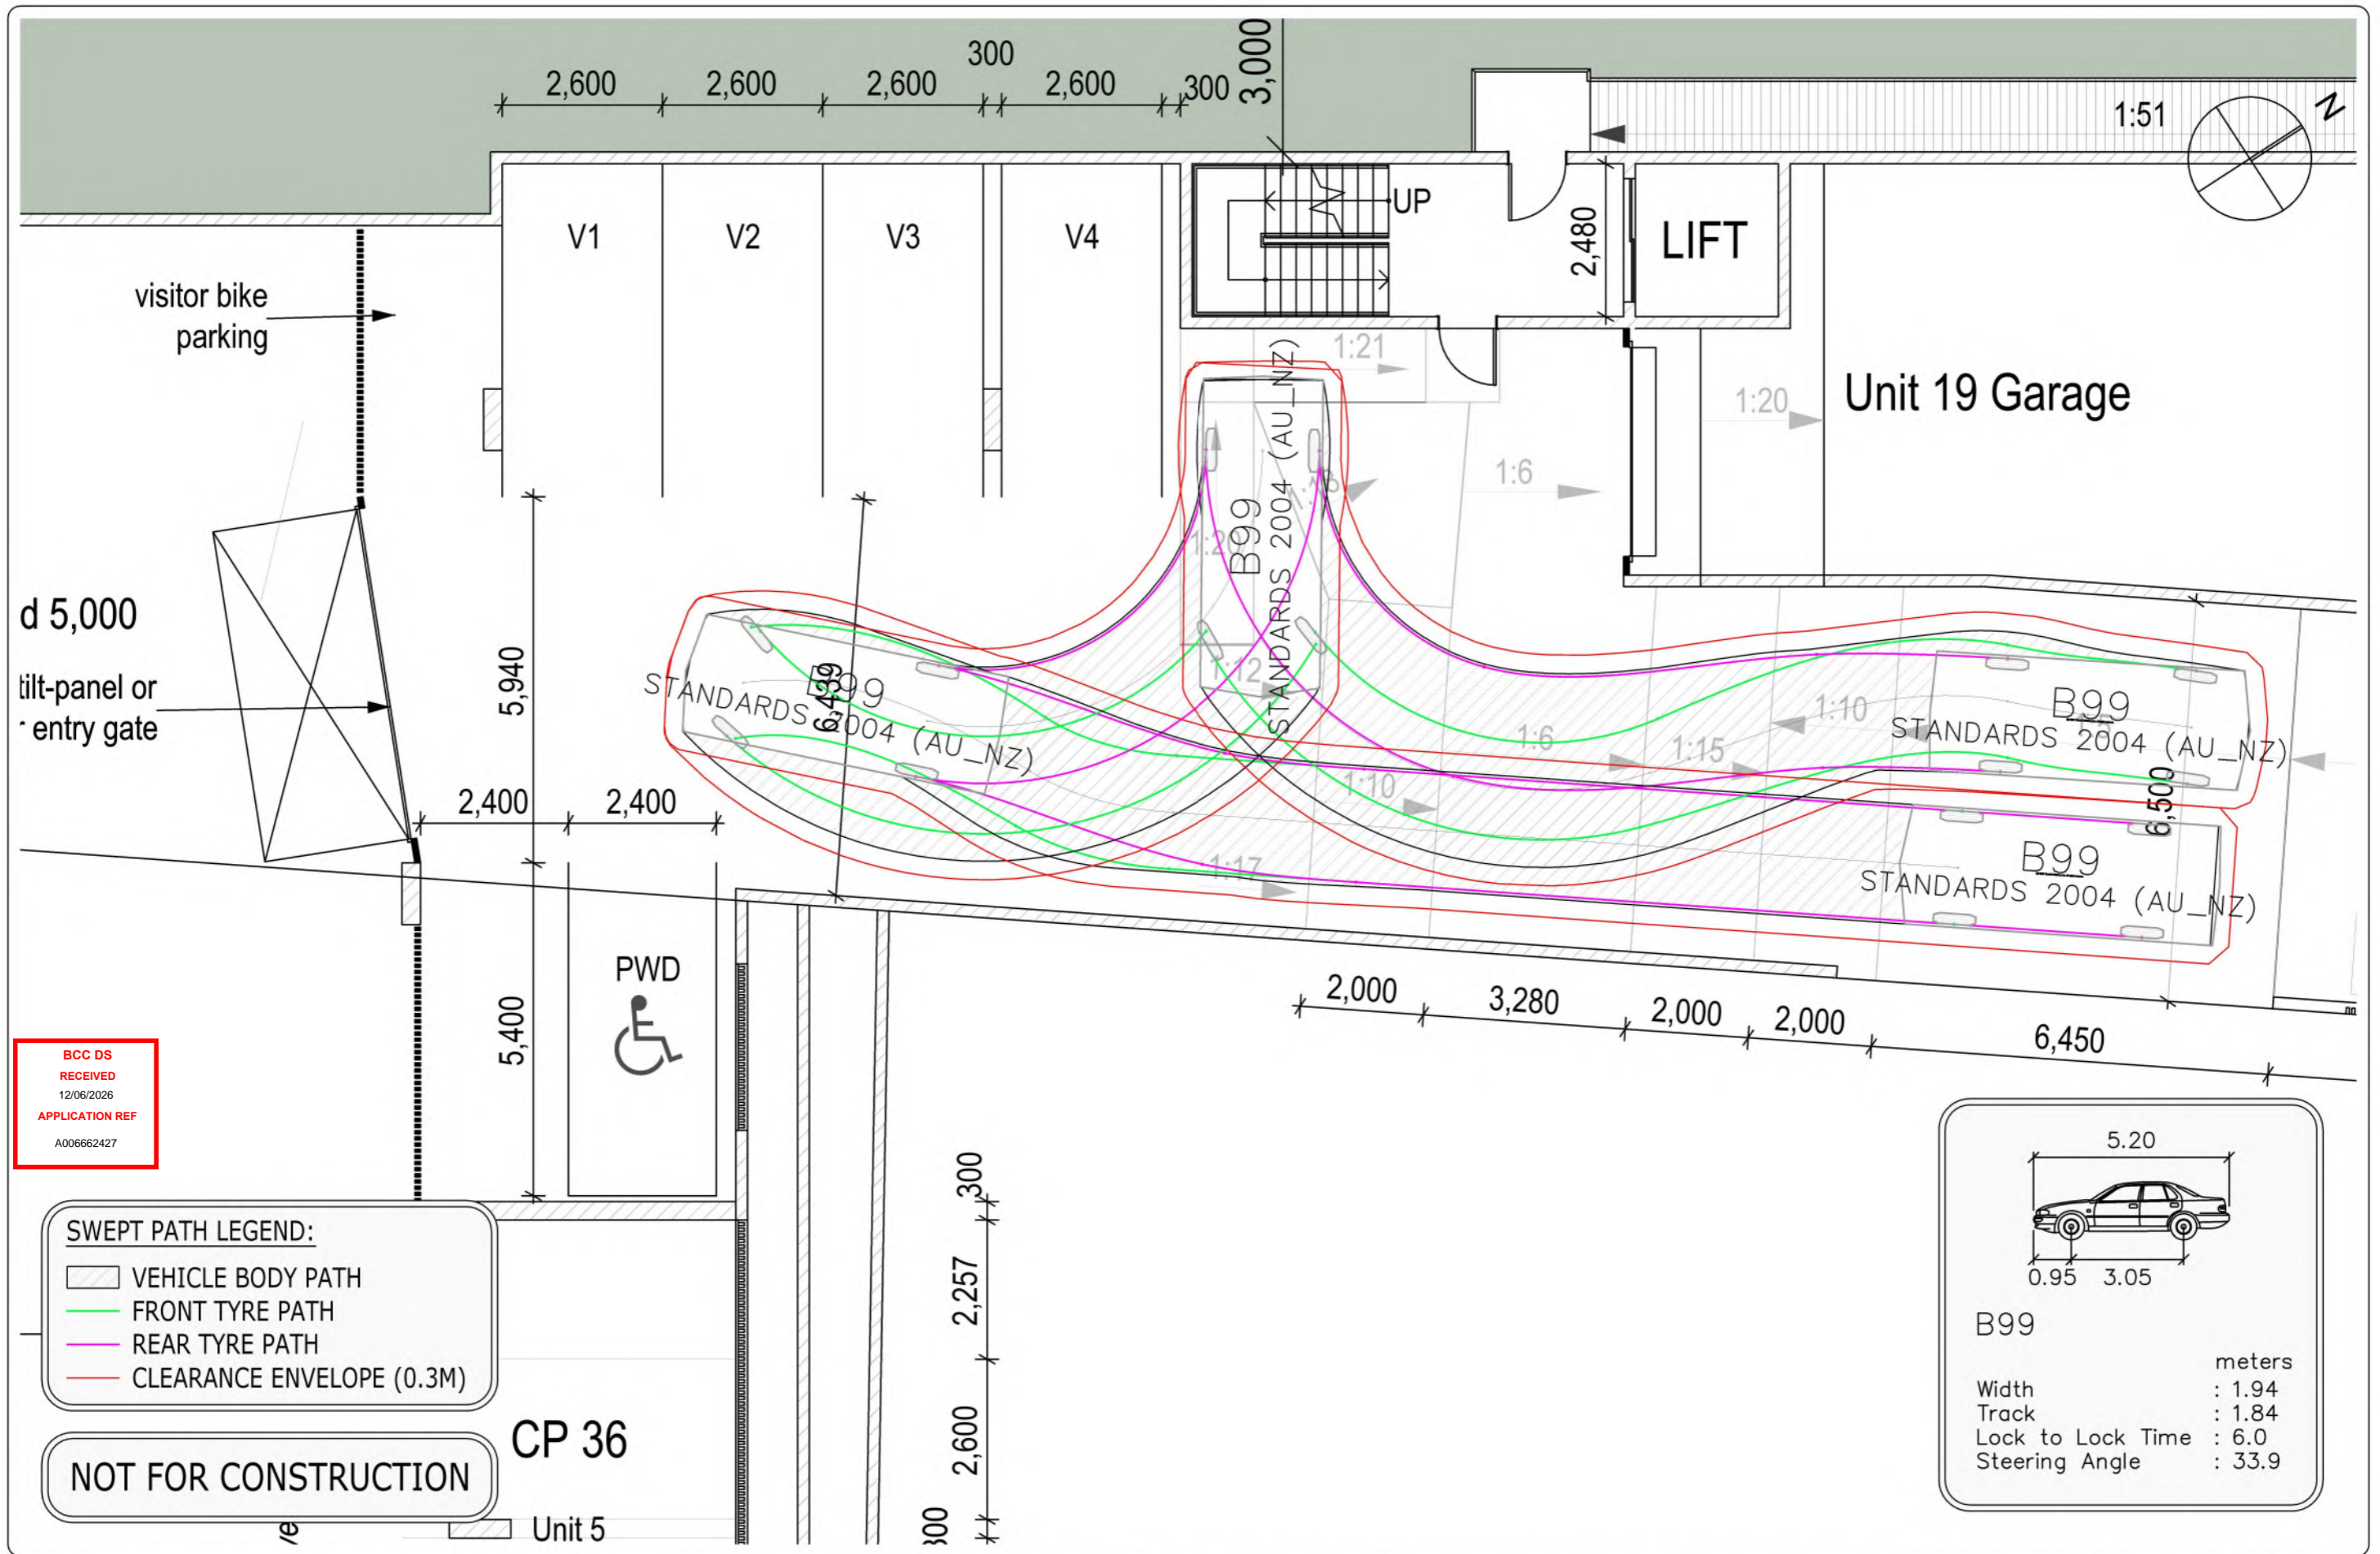 300
3,000
2,600
2,600
2,600
2,600
300
1:51
N
V1
V2
V3
V4
UP
2,480
LIFT
visitor bike
parking
1:21
1:20
Unit 19 Garage
1:6
1:20
B99
STANDARDS 2004 (AU_NZ)
d 5,000
tilt-panel or
entry gate
5,940
6,439
B99
STANDARDS 2004 (AU_NZ)
1:12
1:6
1:15
1:10
1:10
B99
STANDARDS 2004 (AU_NZ)
6,500
2,400
2,400
1:17
B99
STANDARDS 2004 (AU_NZ)
PWD
5,400
2,000
3,280
2,000
2,000
6,450
BCC DS
RECEIVED
12/06/2026
APPLICATION REF
A006662427
SWEPT PATH LEGEND:
VEHICLE BODY PATH
FRONT TYRE PATH
REAR TYRE PATH
CLEARANCE ENVELOPE (0.3M)
NOT FOR CONSTRUCTION
CP 36
Unit 5
300
2,257
2,600
5.20
0.95 3.05
B99
meters
Width : 1.94
Track : 1.84
Lock to Lock Time : 6.0
Steering Angle : 33.9